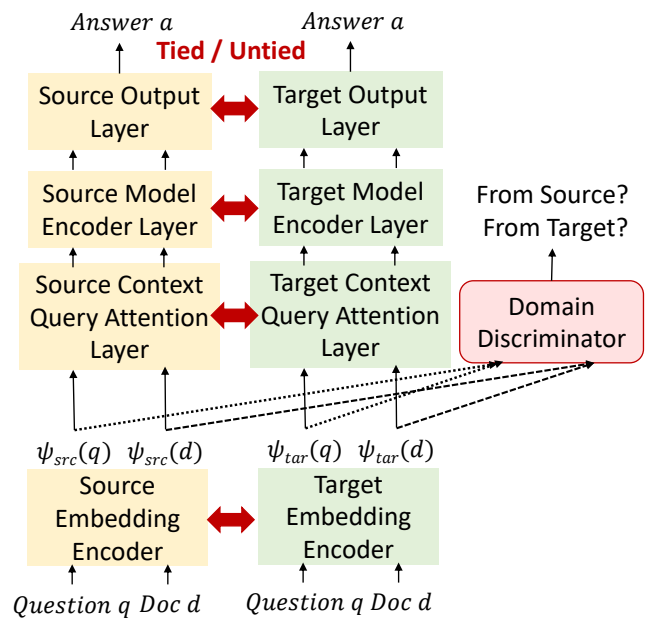 Answer a
Answer a
Tied / Untied
Source Output
Layer
Target Output
Layer
Source Model
Encoder Layer
Target Model
Encoder Layer
From Source?
From Target?
Source Context
Query Attention
Layer
Target Context
Query Attention
Layer
Domain
Discriminator
ψsrc(q) ψsrc(d)
ψtar(q) ψtar(d)
Source
Embedding
Encoder
Target
Embedding
Encoder
Question q Doc d
Question q Doc d